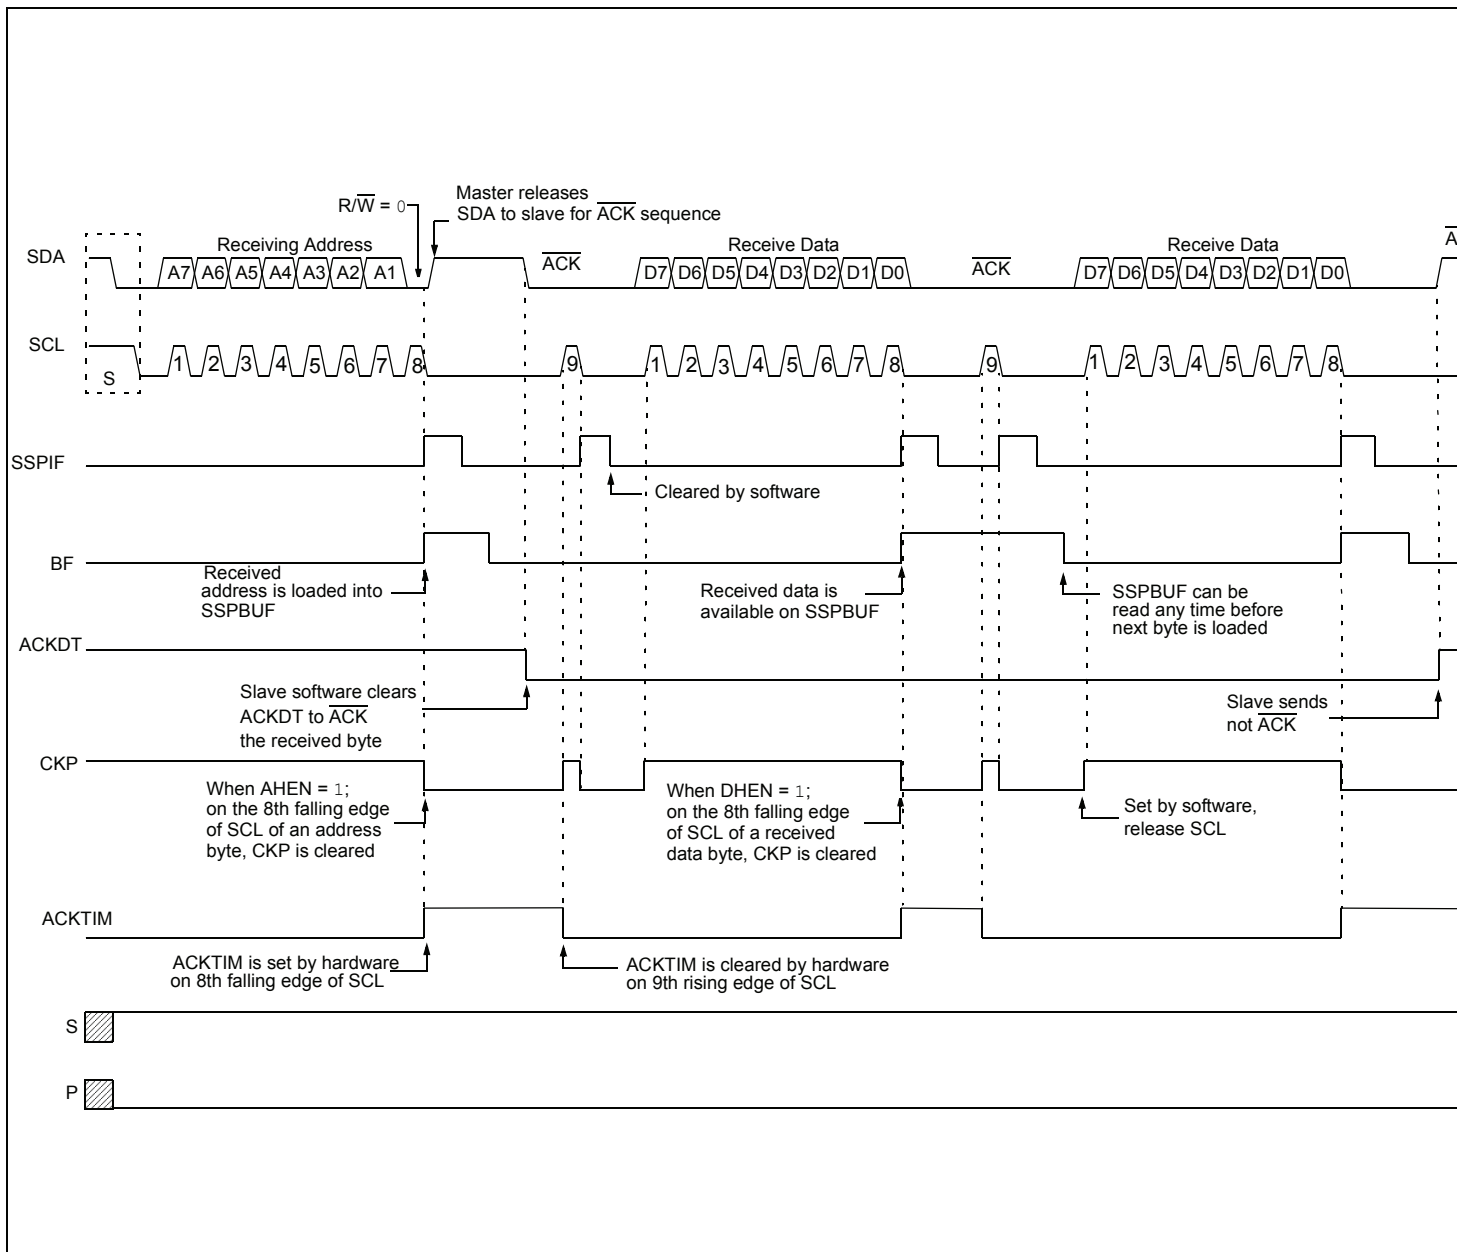 Master releases
R/W = 0
SDA to slave for ACK sequence
Receiving Address
Receive Data
Receive Data
A
SDA
A7 A6 A5 A4 A3 A2 A1
ACK
D7 D6 D5 D4 D3 D2 D1 D0
ACK
D7 D6 D5 D4 D3 D2 D1 D0
SCL
S
1 2 3 4 5 6 7 8 9 1 2 3 4 5 6 7 8 9 1 2 3 4 5 6 7 8
SSPIF
Cleared by software
BF
Received
address is loaded into
SSPBUF
Received data is
available on SSPBUF
SSPBUF can be
read any time before
next byte is loaded
ACKDT
Slave software clears
ACKDT to ACK
the received byte
Slave sends
not ACK
CKP
When AHEN = 1;
on the 8th falling edge
of SCL of an address
byte, CKP is cleared
When DHEN = 1;
on the 8th falling edge
of SCL of a received
data byte, CKP is cleared
Set by software,
release SCL
ACKTIM
ACKTIM is set by hardware
on 8th falling edge of SCL
ACKTIM is cleared by hardware
on 9th rising edge of SCL
S
P